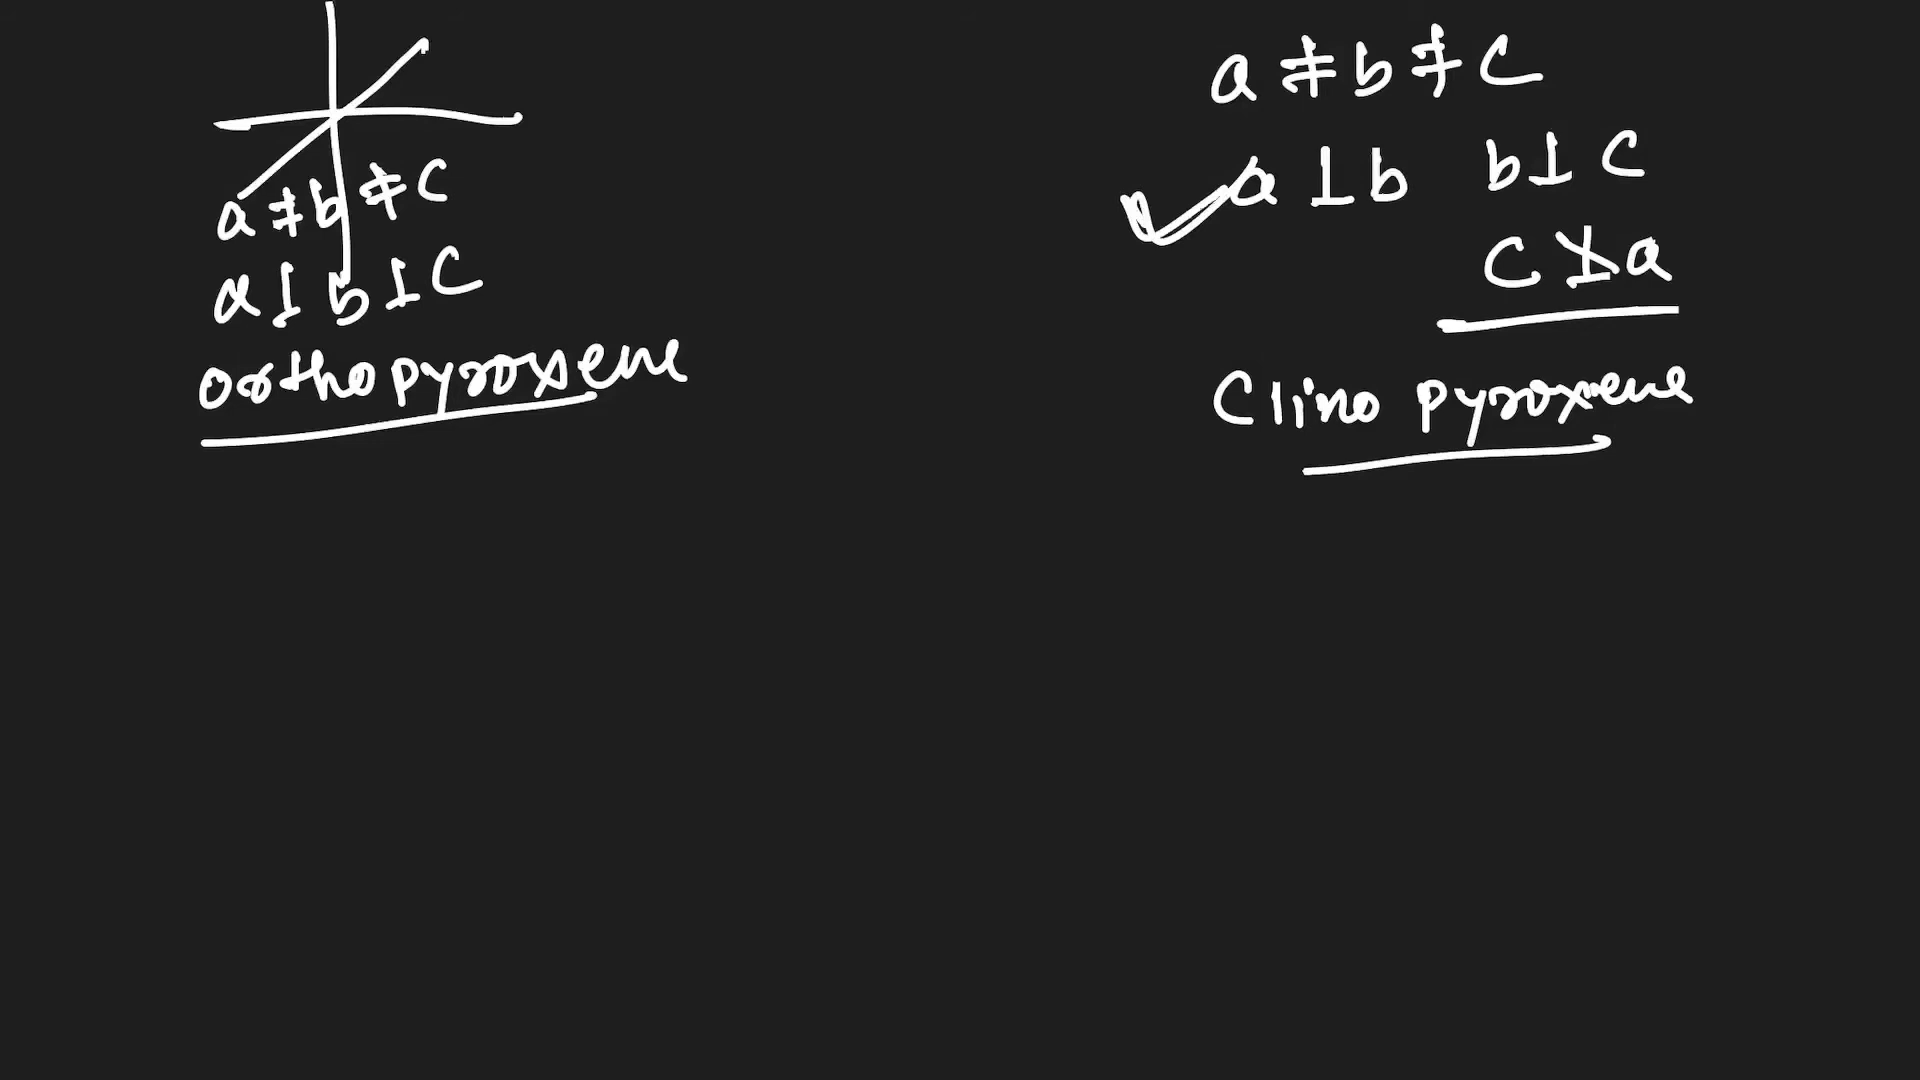 a ≠ b ≠ c
a ⊥ b ⊥ c
orthopyroxene
a ≠ b ≠ c
a ⊥ b b ⊥ c
c ⊥̸ a
Clino pyroxene